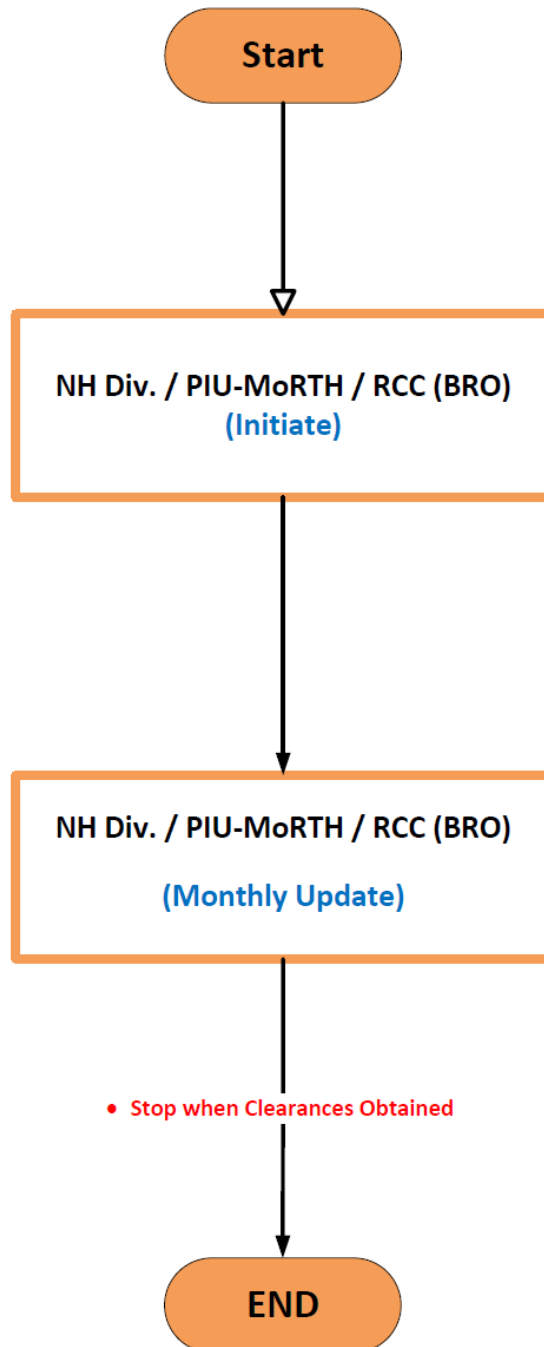 Start
NH Div. / PIU-MoRTH / RCC (BRO)
(Initiate)
NH Div. / PIU-MoRTH / RCC (BRO)
(Monthly Update)
• Stop when Clearances Obtained
END